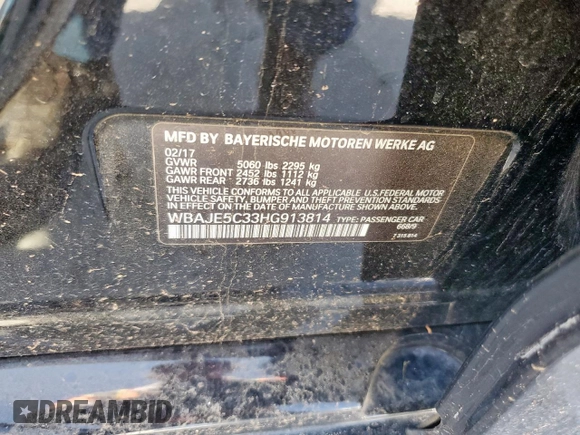 MFD BY BAYERISCHE MOTOREN WERKE AG
02/17
GVWR 5060 lbs 2295 kg
GAWR FRONT 2452 lbs 1112 kg
GAWR REAR 2736 lbs 1241 kg
THIS VEHICLE CONFORMS TO ALL APPLICABLE U.S.FEDERAL MOTOR
VEHICLE SAFETY, BUMPER, AND THEFT PREVENTION STANDARDS
IN EFFECT ON THE DATE OF MANUFACTURE SHOWN ABOVE.
WBAJE5C33HG913814 TYPE: PASSENGER CAR
668/9
DREAMBID